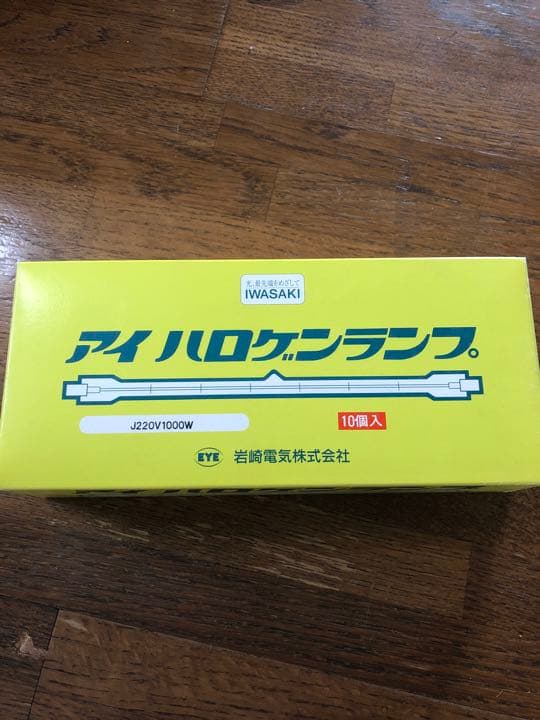 光、最先端をめざして
IWASAKI
アイ ハロゲンランプ。
J220V1000W
10個入
EYE 岩崎電気株式会社